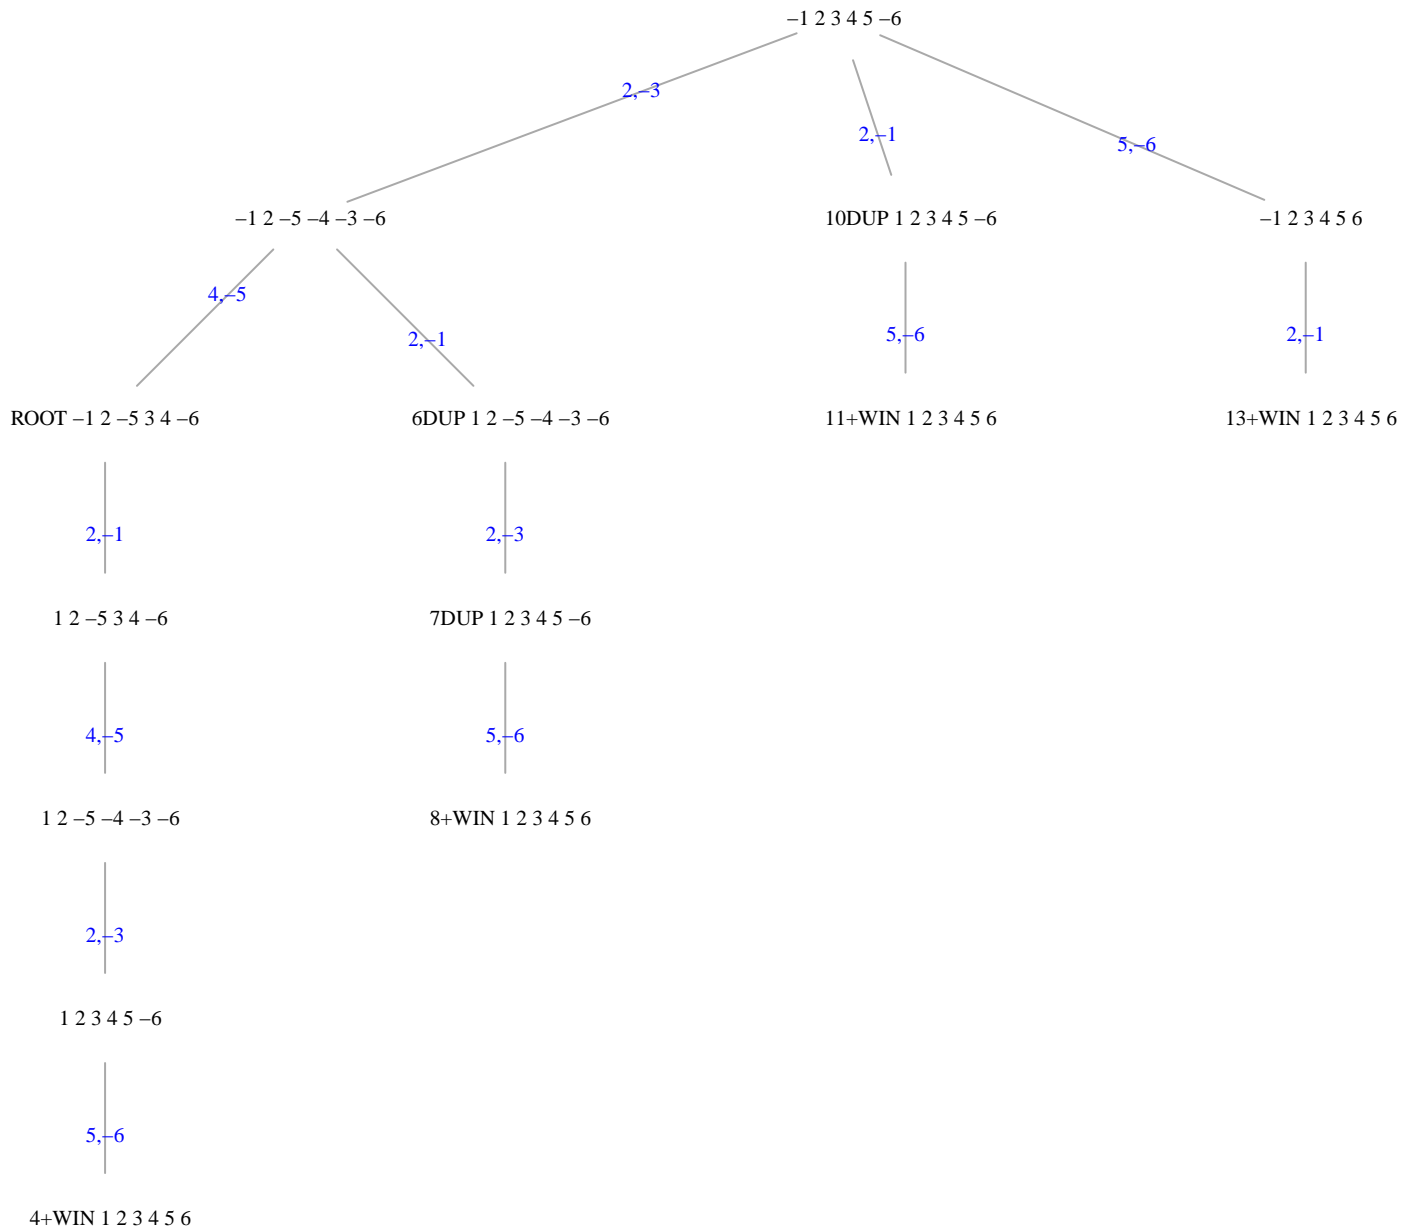 –1 2 3 4 5 –6
2,–3
2,–1
5,–6
–1 2 –5 –4 –3 –6
10DUP 1 2 3 4 5 –6
–1 2 3 4 5 6
4,–5
2,–1
5,–6
2,–1
ROOT –1 2 –5 3 4 –6
6DUP 1 2 –5 –4 –3 –6
11+WIN 1 2 3 4 5 6
13+WIN 1 2 3 4 5 6
2,–1
2,–3
1 2 –5 3 4 –6
7DUP 1 2 3 4 5 –6
4,–5
5,–6
1 2 –5 –4 –3 –6
8+WIN 1 2 3 4 5 6
2,–3
1 2 3 4 5 –6
5,–6
4+WIN 1 2 3 4 5 6